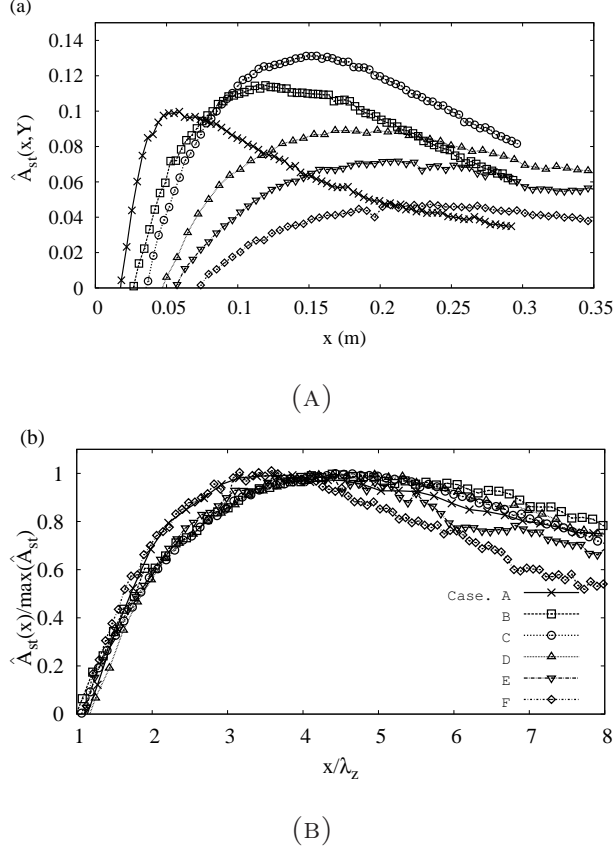 (a)
Â_st(x,Y)
0.14
0.12
0.1
0.08
0.06
0.04
0.02
0
0 0.05 0.1 0.15 0.2 0.25 0.3 0.35
x (m)
(A)
(b)
Â_st(x)/max(Â_st)
1
0.8
0.6
0.4
0.2
0
Case. A
B
C
D
E
F
1 2 3 4 5 6 7 8
x/λ_z
(B)